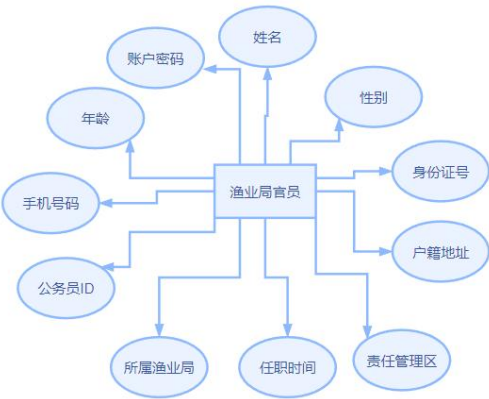 姓名
账户密码
性别
年龄
身份证号
渔业局官员
手机号码
户籍地址
公务员ID
所属渔业局
任职时间
责任管理区